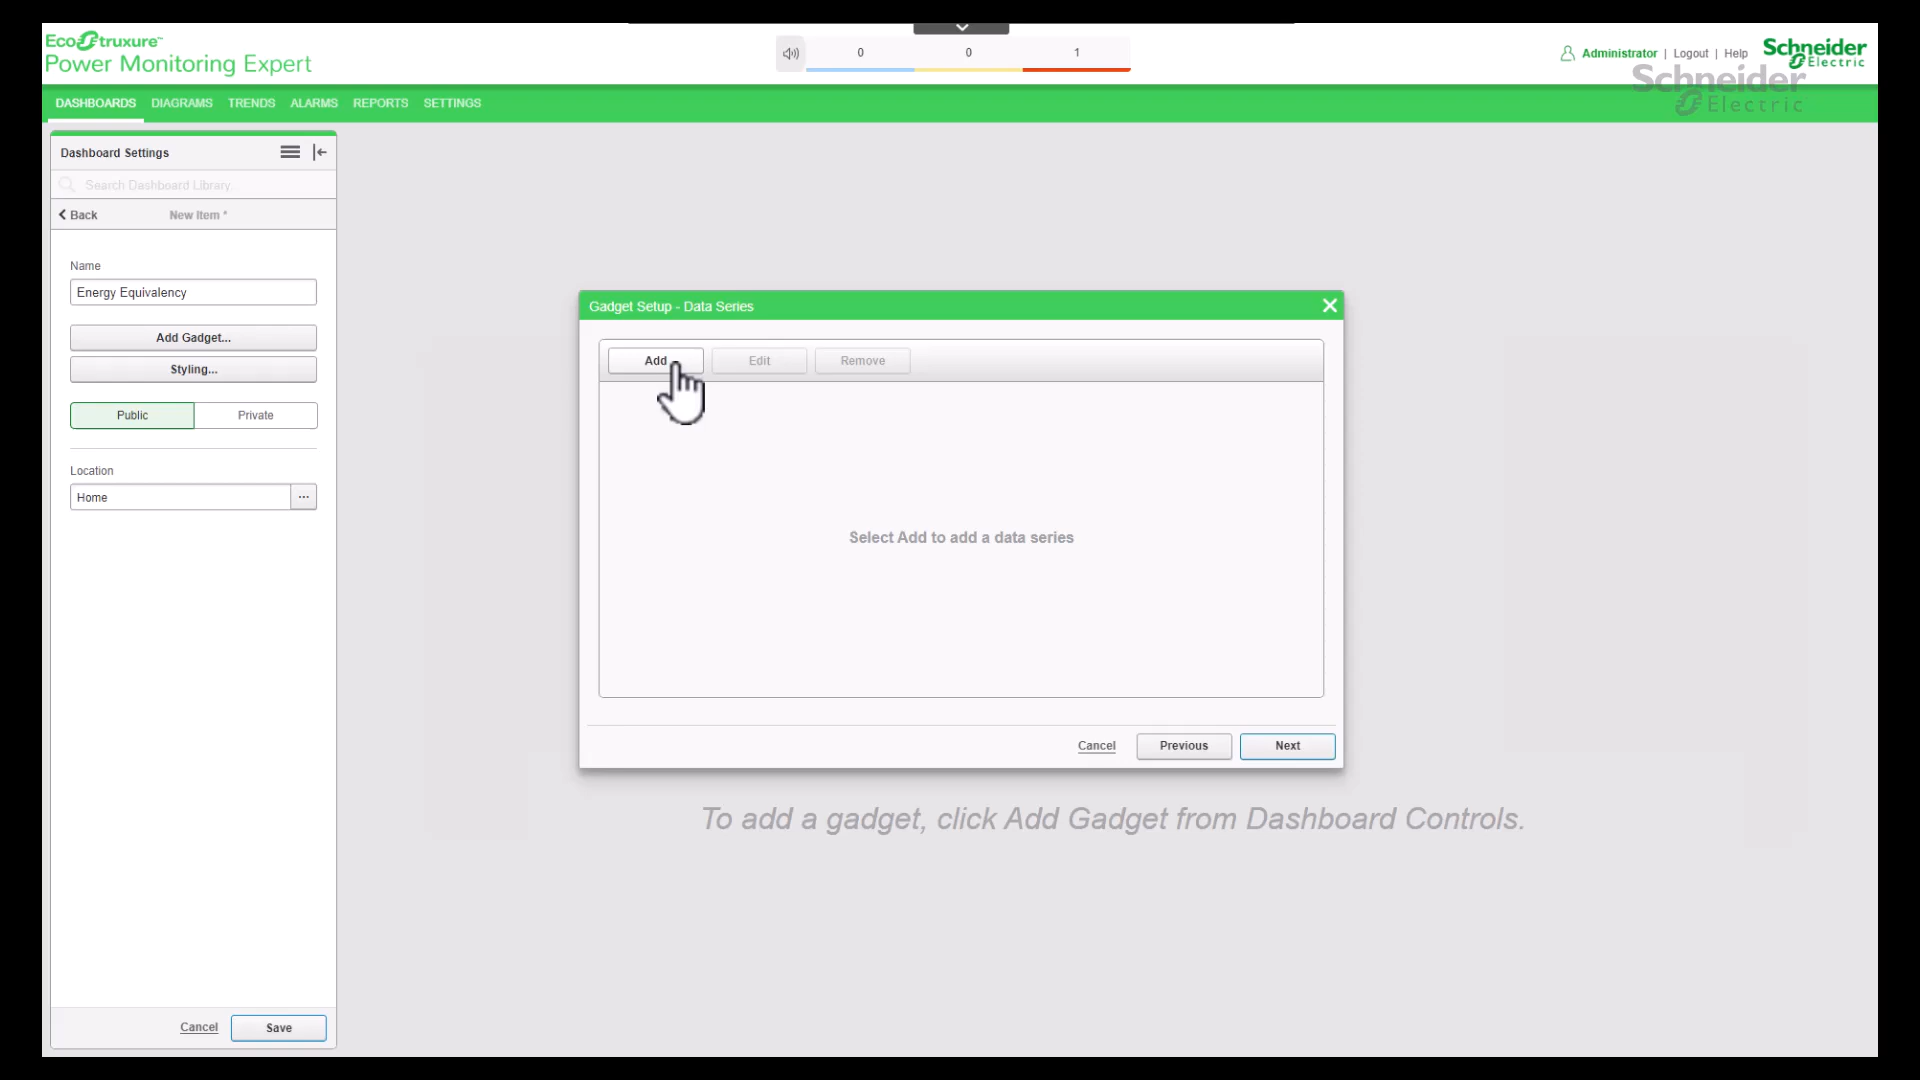 EcoStruxure™
Power Monitoring Expert
0 0 1
Administrator | Logout | Help
Schneider
Electric
Schneider
Electric
DASHBOARDS DIAGRAMS TRENDS ALARMS REPORTS SETTINGS
Dashboard Settings
Search Dashboard Library...
Back New Item *
Name
Energy Equivalency
Add Gadget...
Styling...
Public Private
Location
Home ...
Gadget Setup - Data Series
Add Edit Remove
Select Add to add a data series
Cancel Previous Next
To add a gadget, click Add Gadget from Dashboard Controls.
Cancel Save